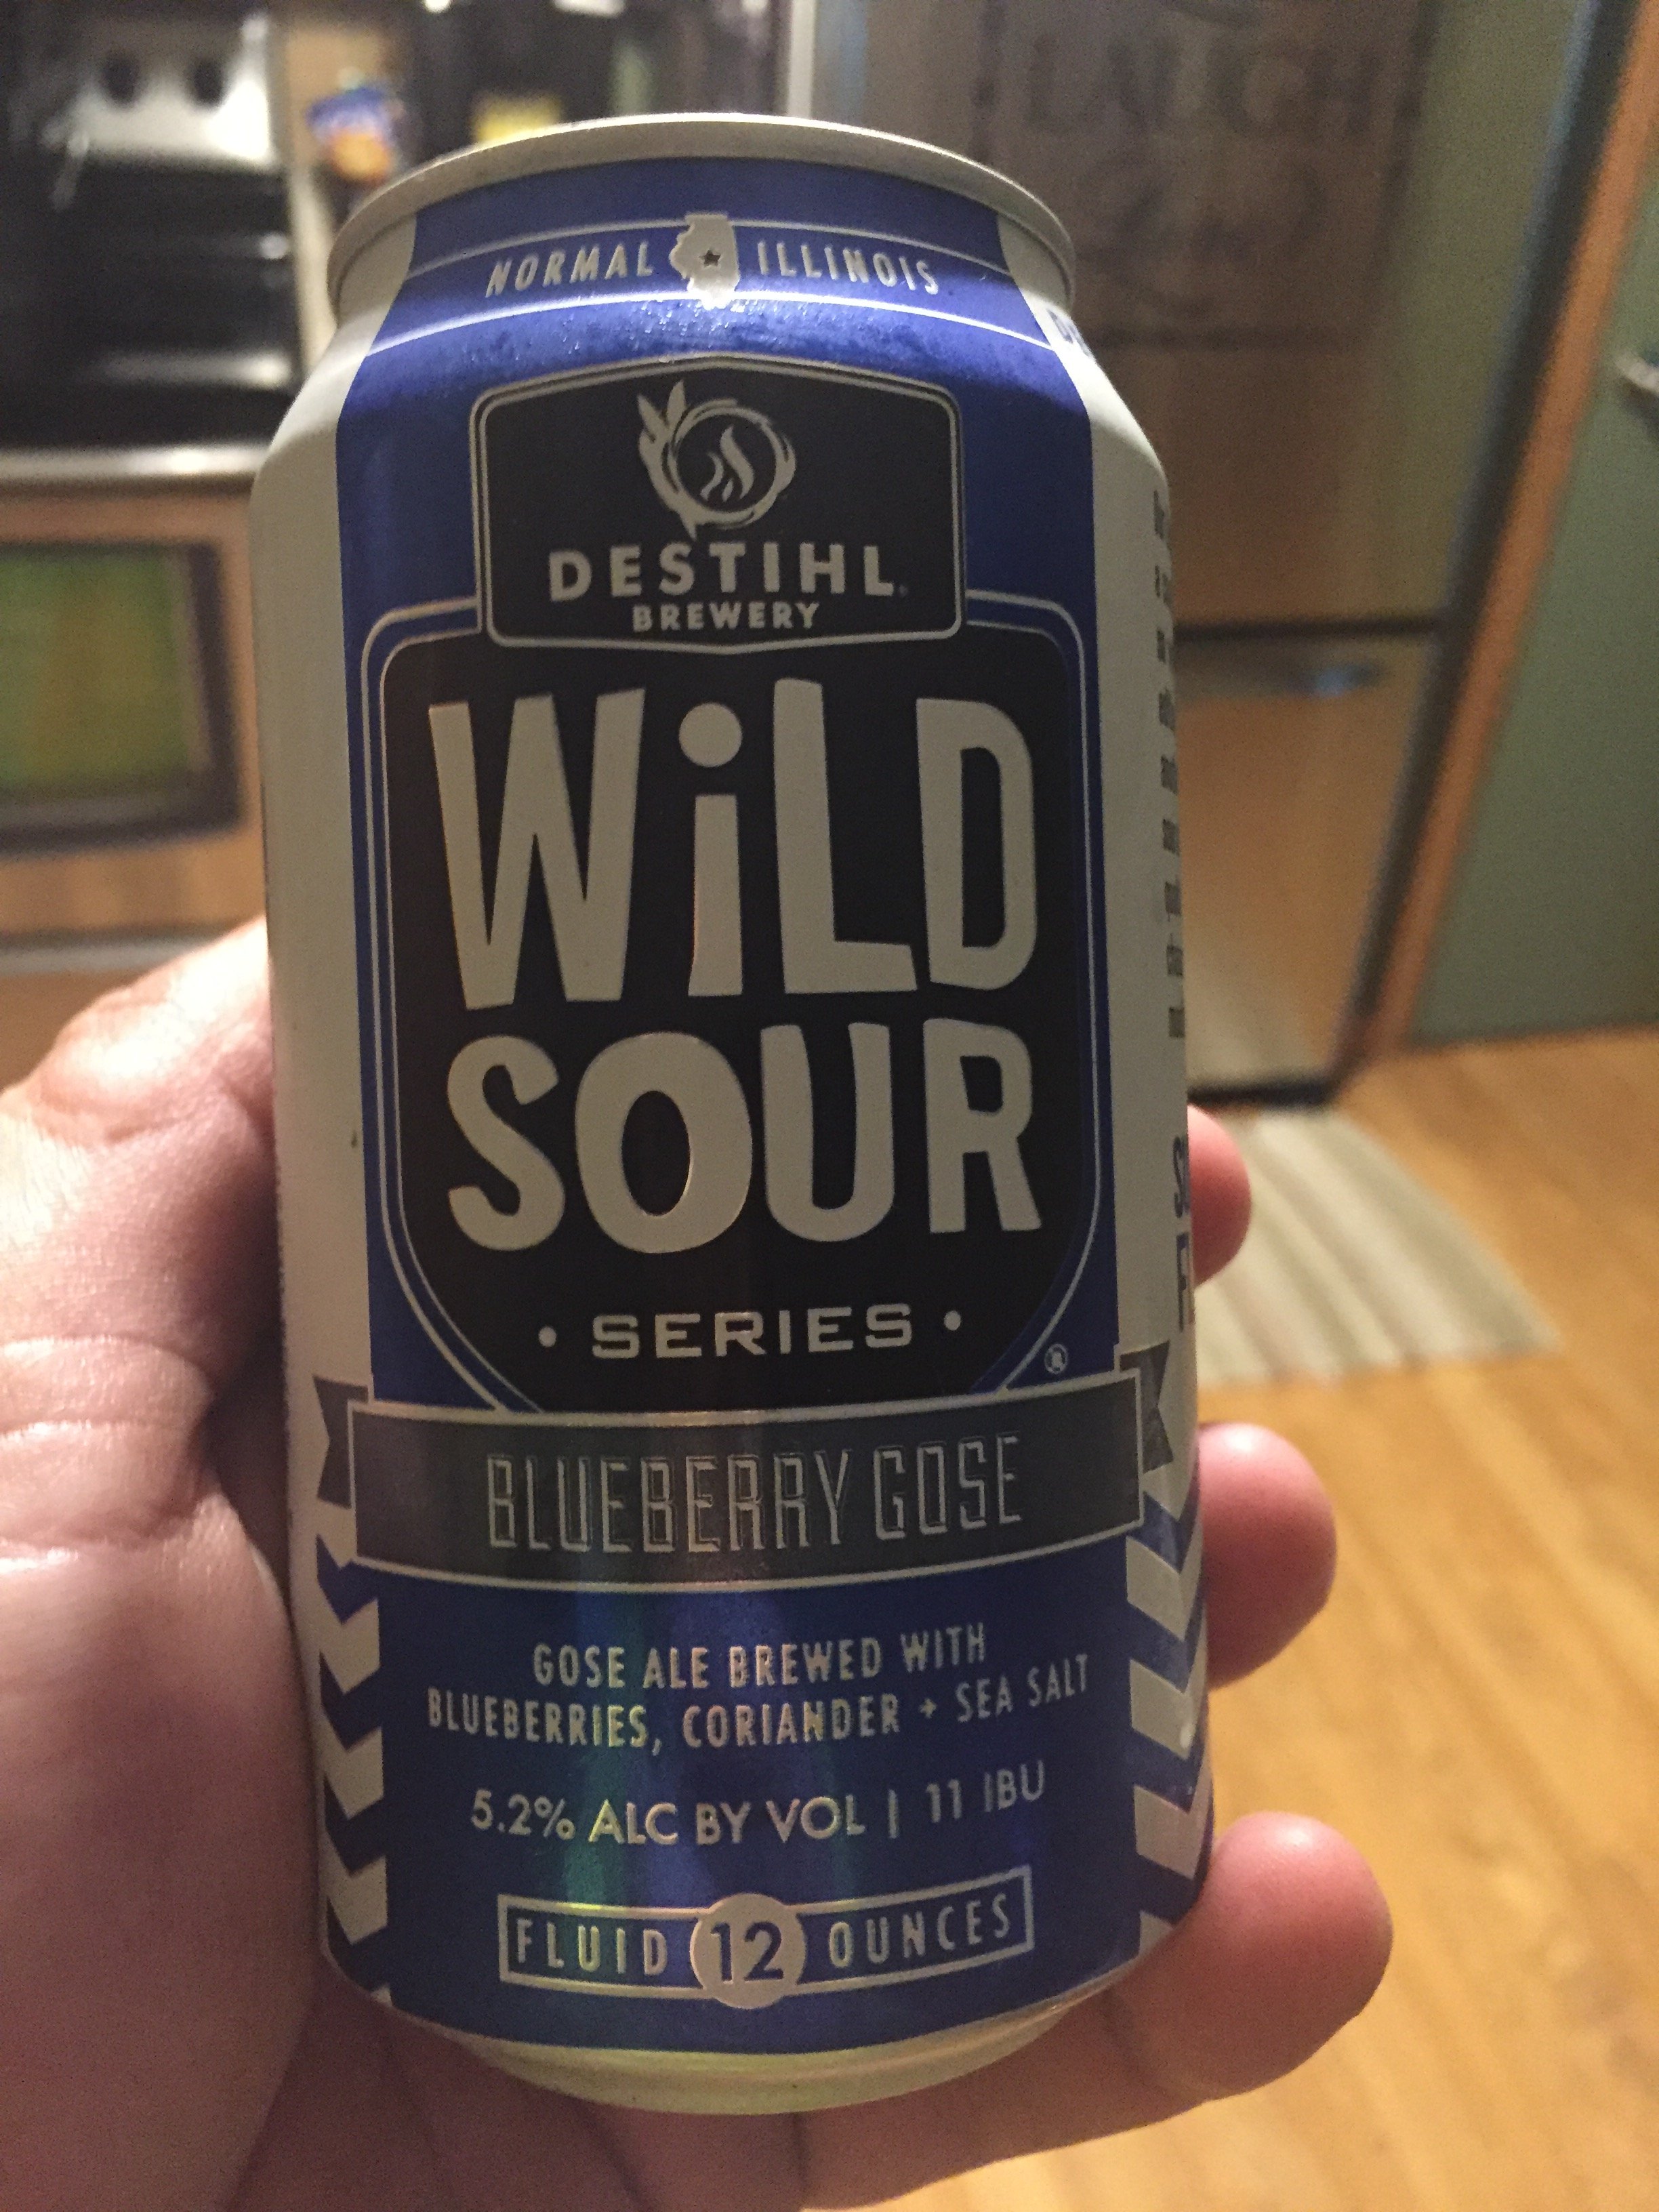 NORMAL ILLINOIS
DESTIHL
BREWERY
WiLD
SOUR
• SERIES •
®
BLUEBERRY GOSE
GOSE ALE BREWED WITH
BLUEBERRIES, CORIANDER + SEA SALT
5.2% ALC BY VOL | 11 IBU
FLUID 12 OUNCES
LAUGH